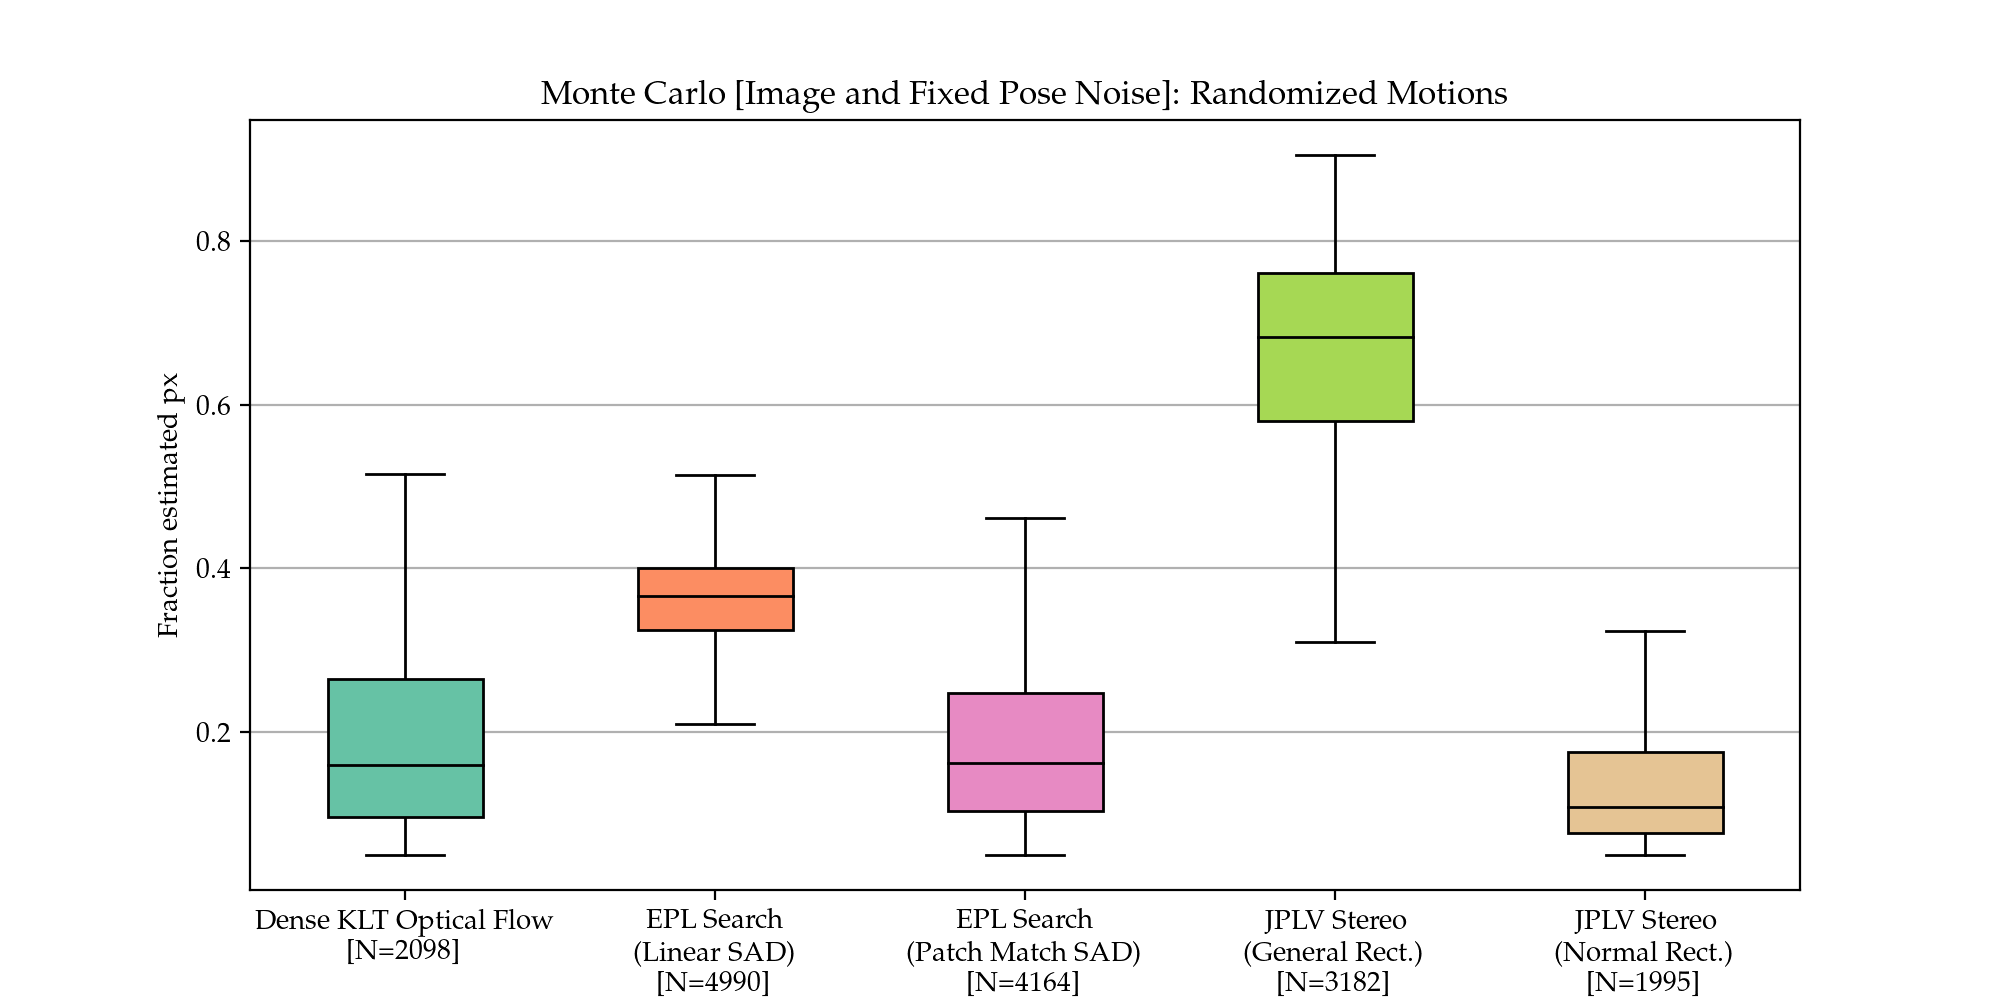 Monte Carlo [Image and Fixed Pose Noise]: Randomized Motions
Fraction estimated px
0.8
0.6
0.4
0.2
Dense KLT Optical Flow
[N=2098]
EPL Search
(Linear SAD)
[N=4990]
EPL Search
(Patch Match SAD)
[N=4164]
JPLV Stereo
(General Rect.)
[N=3182]
JPLV Stereo
(Normal Rect.)
[N=1995]